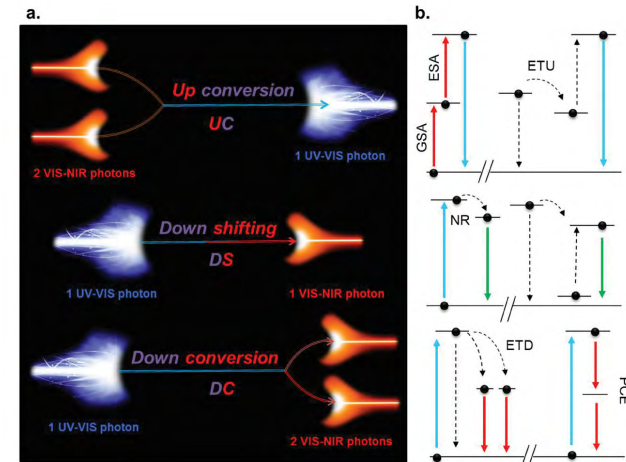 a.
Up conversion
UC
2 VIS-NIR photons
1 UV-VIS photon
Down shifting
DS
1 UV-VIS photon
1 VIS-NIR photon
Down conversion
DC
1 UV-VIS photon
2 VIS-NIR photons
b.
ESA
GSA
ETU
NR
ETD
PCE